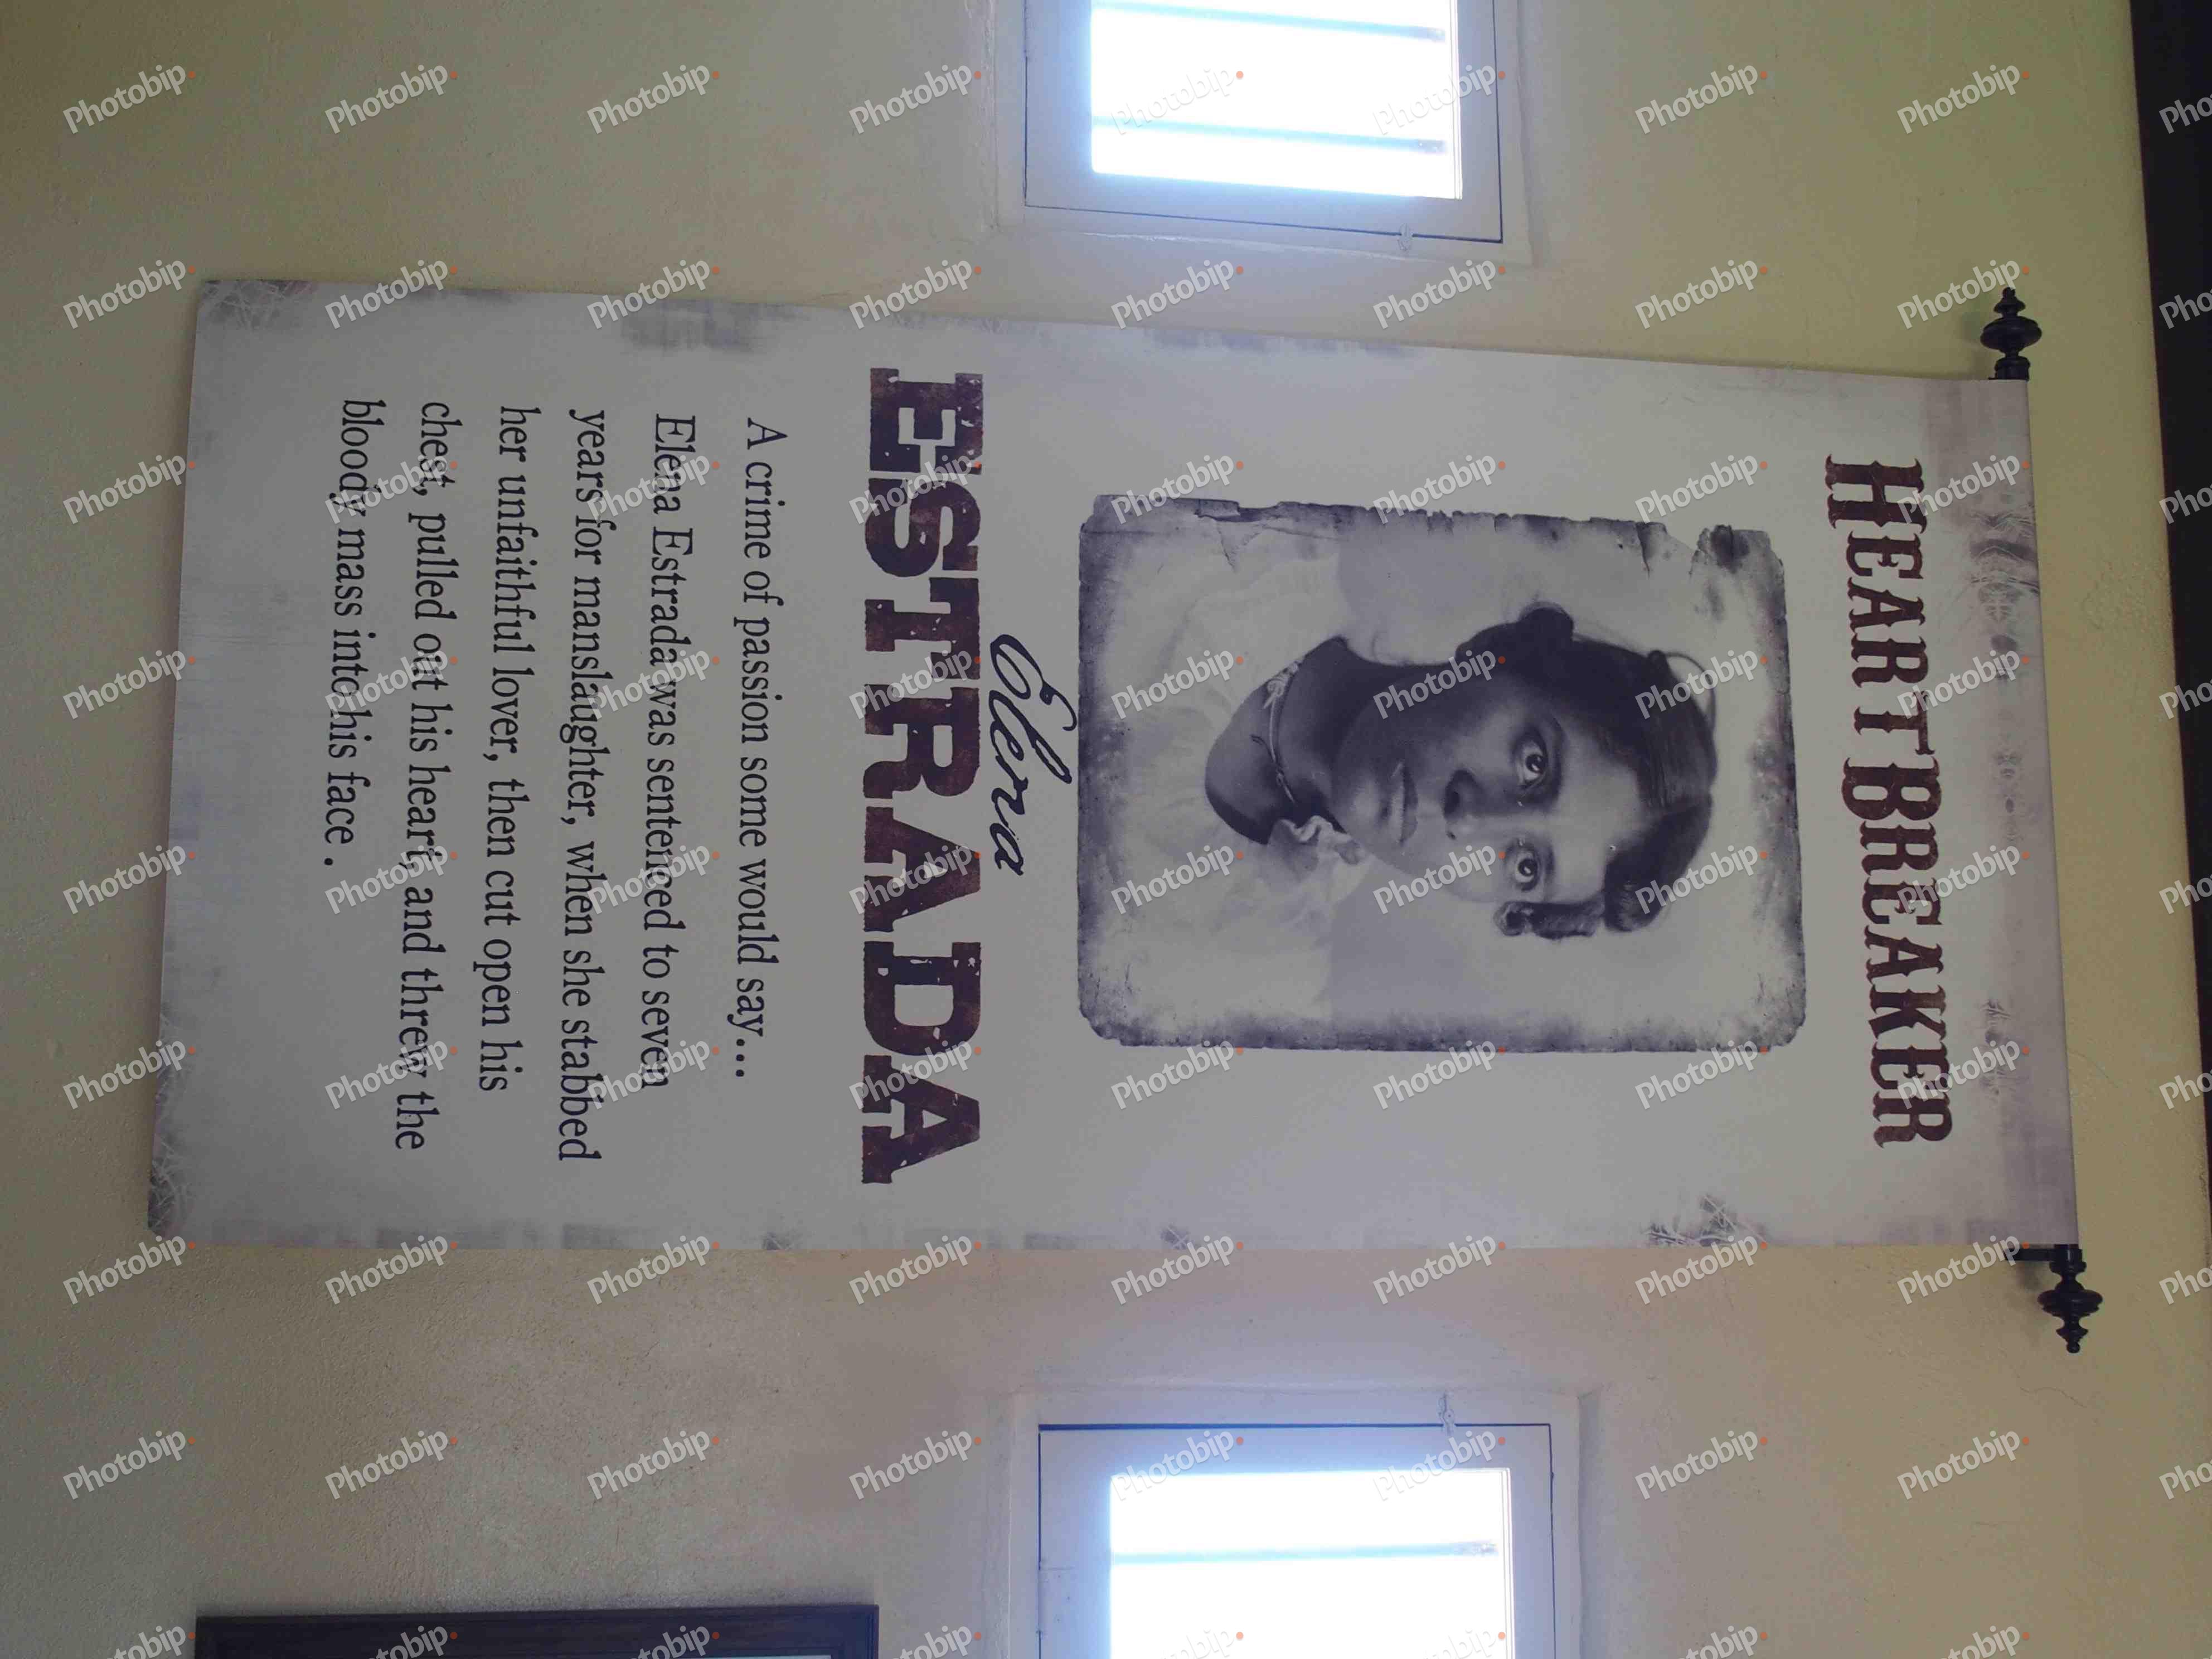 HEARTBREAKER
Elena
ESTRADA
A crime of passion some would say...
Elena Estrada was sentenced to seven
years for manslaughter, when she stabbed
her unfaithful lover, then cut open his
chest, pulled out his heart, and threw the
bloody mass into his face .
Photobip